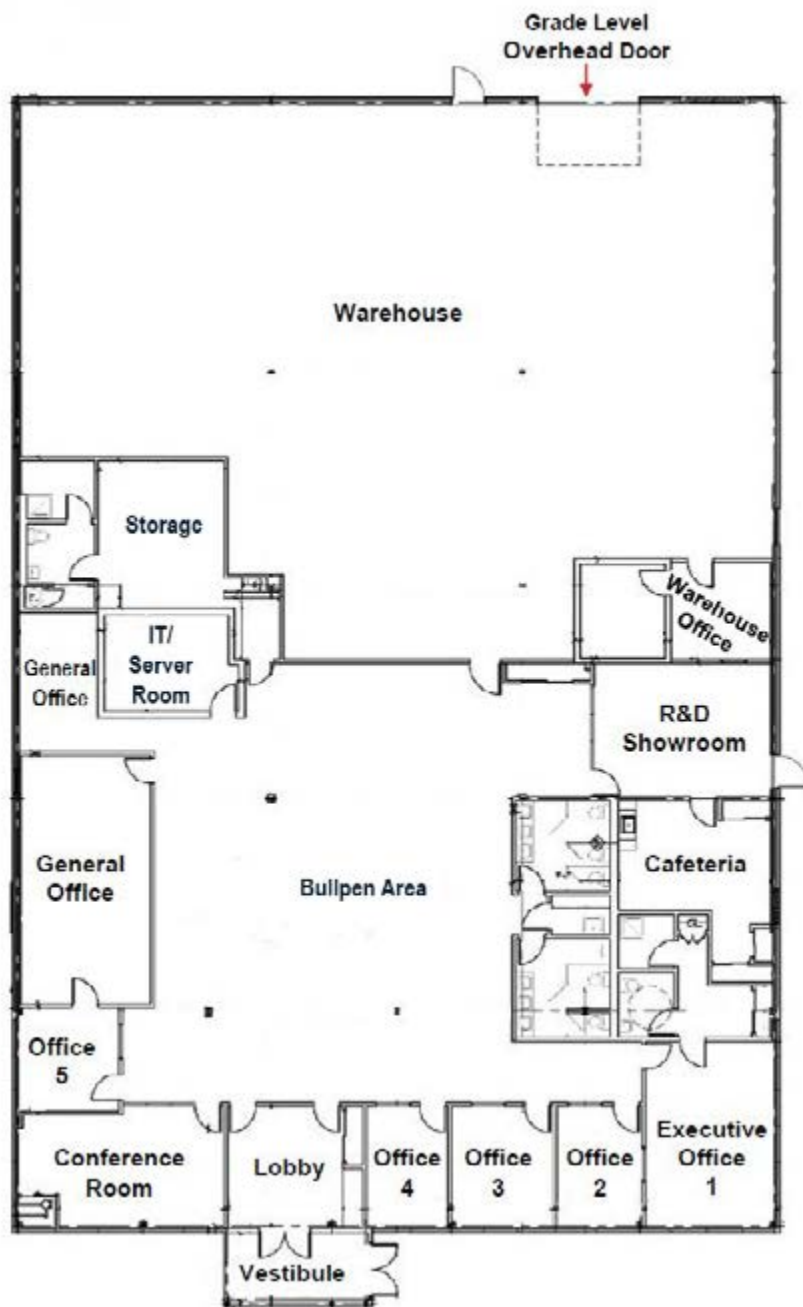 Grade Level
Overhead Door
Warehouse
Storage
Warehouse
Office
IT/
Server
Room
General
Office
R&D
Showroom
General
Office
Bullpen Area
Cafeteria
Office
5
Conference
Room
Lobby
Office
4
Office
3
Office
2
Executive
Office
1
Vestibule